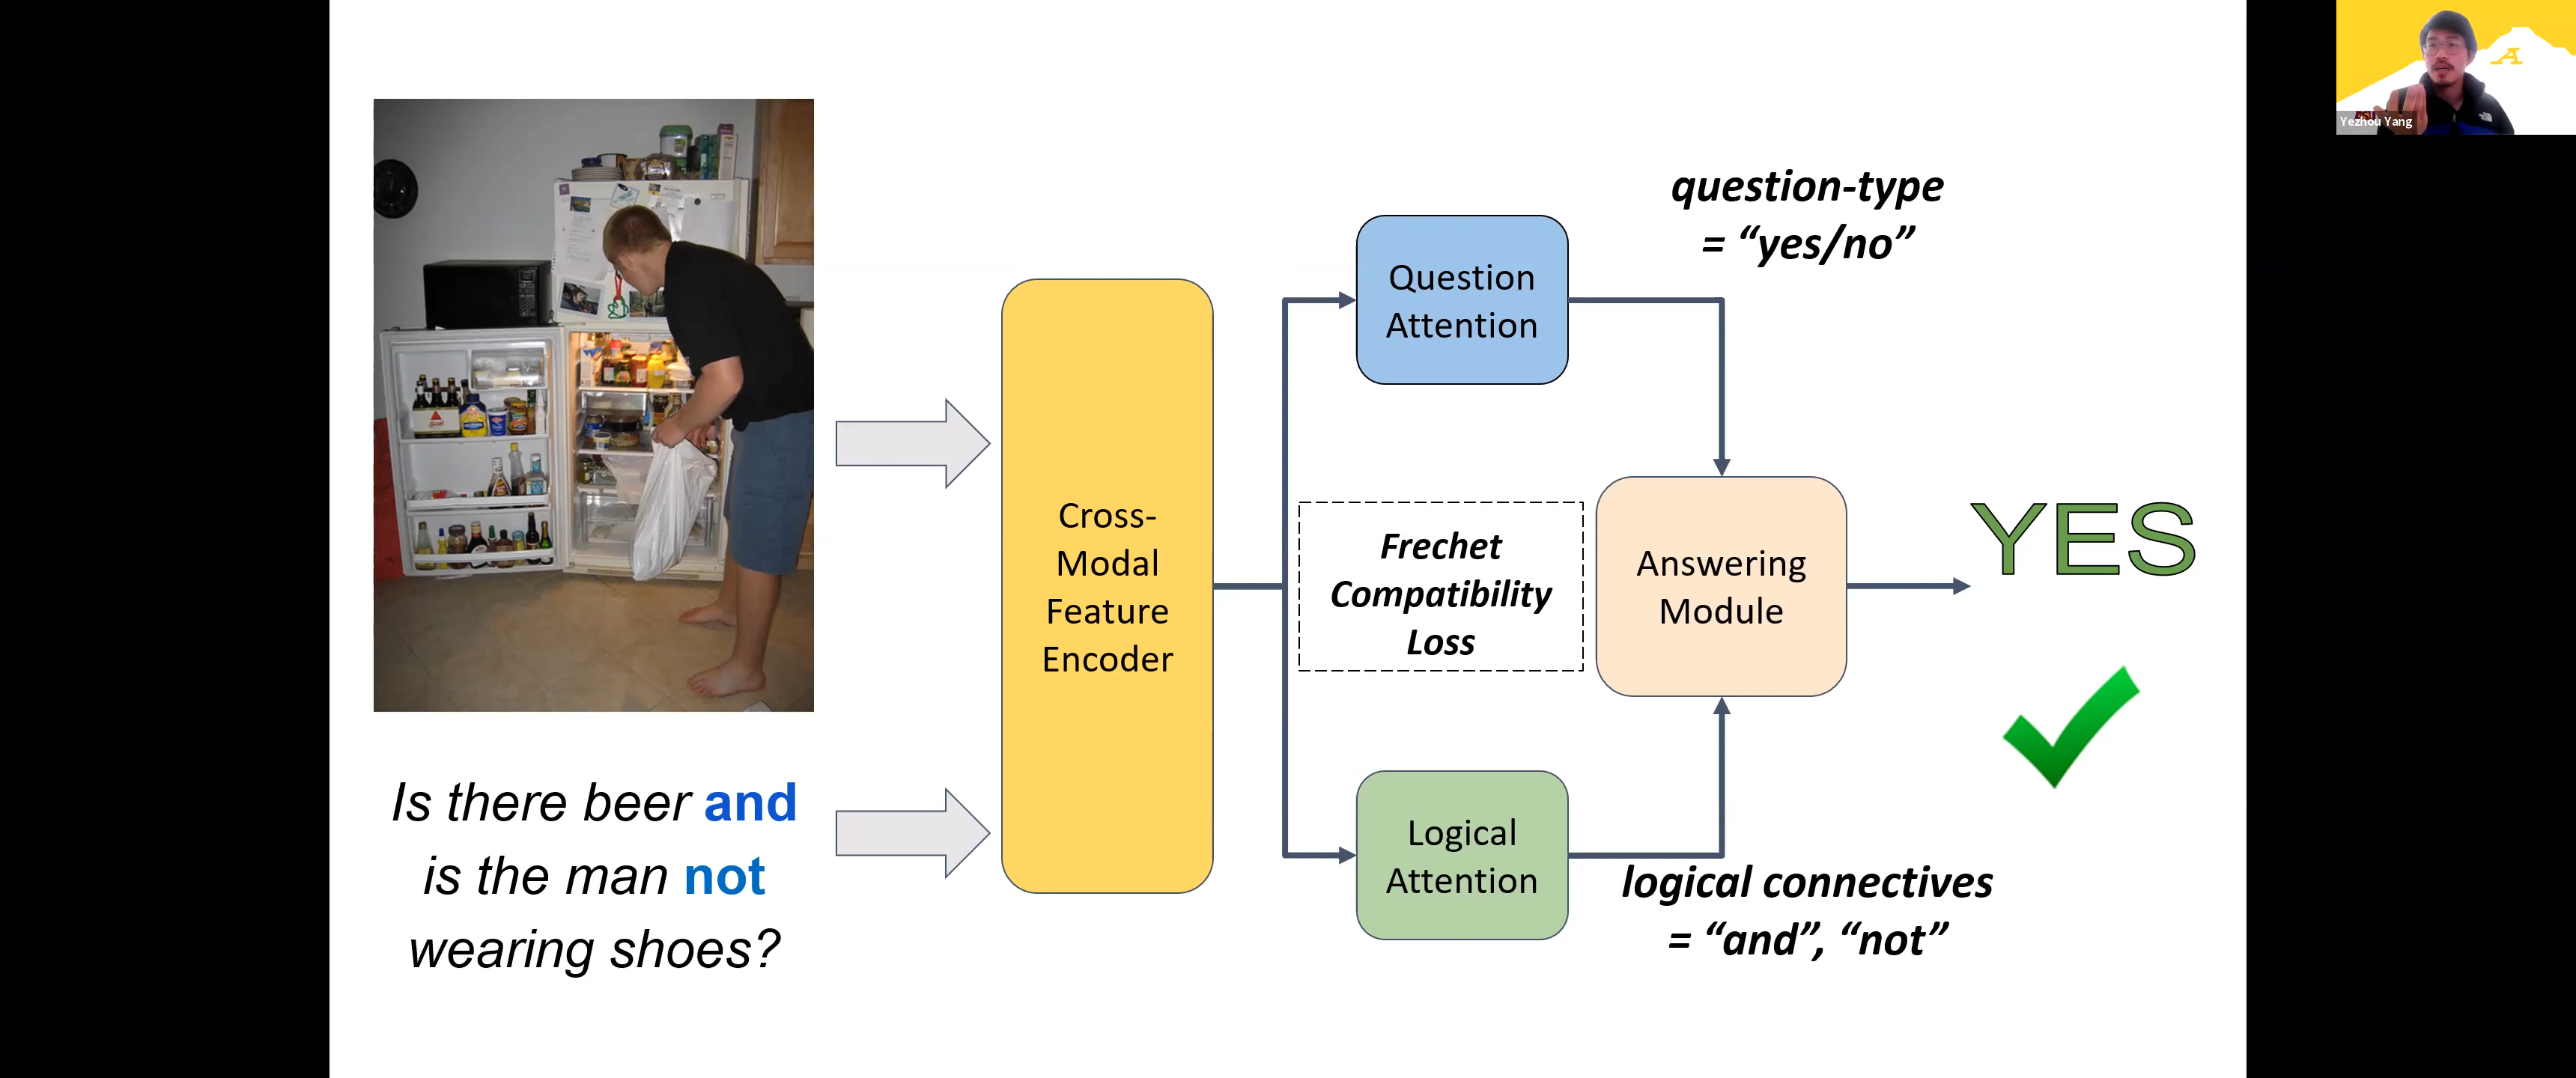 Is there beer and
is the man not
wearing shoes?
Cross-
Modal
Feature
Encoder
Question
Attention
question-type
= “yes/no”
Frechet
Compatibility
Loss
Logical
Attention
logical connectives
= “and”, “not”
Answering
Module
YES
A
Yezhou Yang